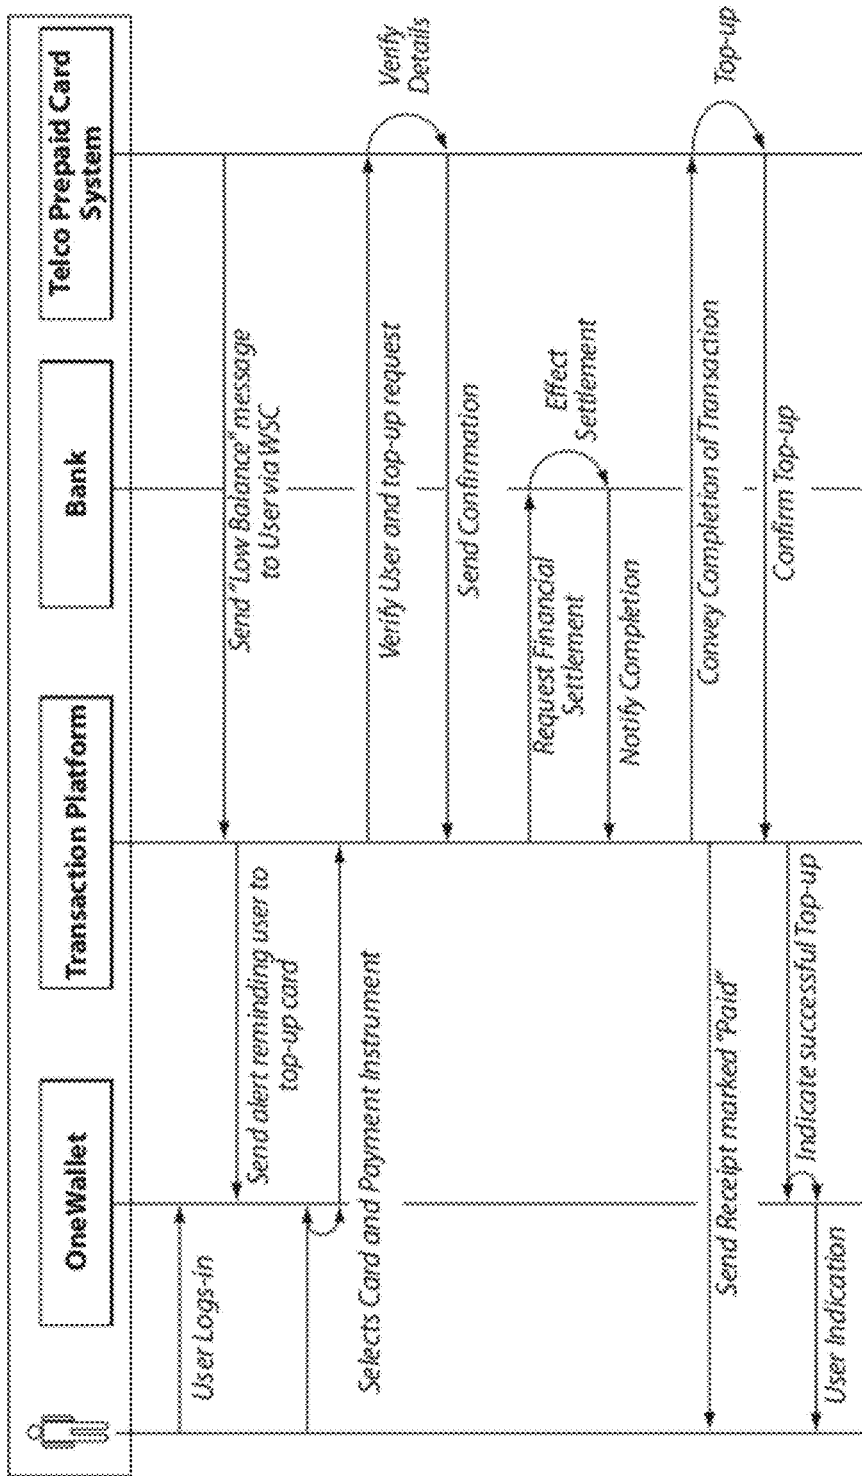 OneWallet
Transaction Platform
Bank
Telco Prepaid Card
System
User Logs-in
Send "Low Balance" message
to User via WSC
Send alert reminding user to
top-up card
Selects Card and Payment Instrument
Verify User and top-up request
Verify
Details
Send Confirmation
Request Financial
Settlement
Effect
Settlement
Notify Completion
Convey Completion of Transaction
Send Receipt marked "Paid"
Top-up
Confirm Top-up
Indicate successful Top-up
User Indication